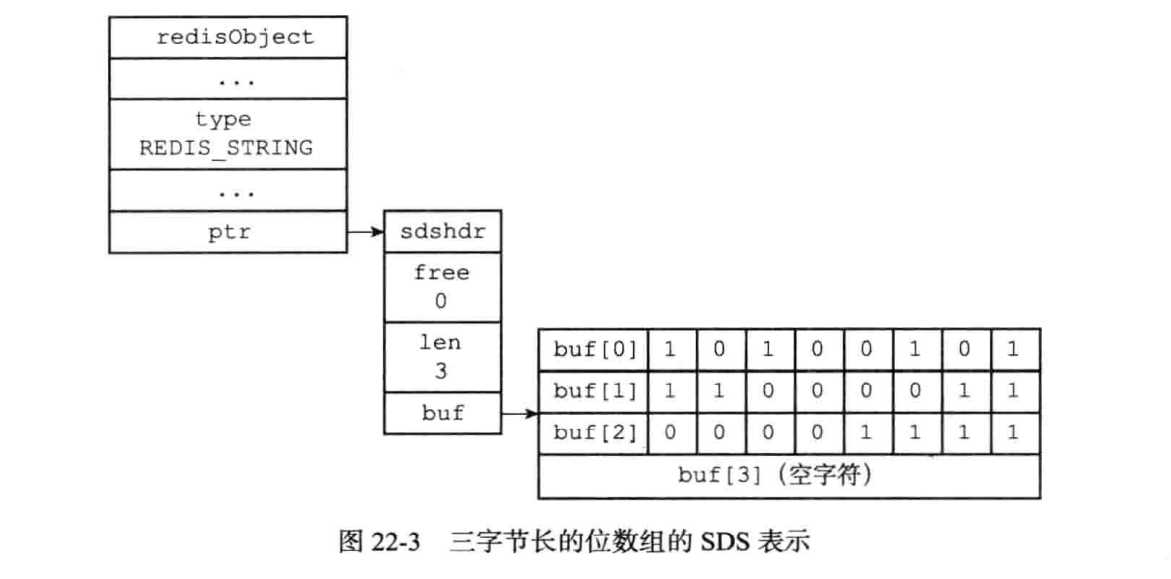 redisObject
...
type
REDIS_STRING
...
ptr
sdshdr
free
0
len
3
buf
buf[0] 1 0 1 0 0 1 0 1
buf[1] 1 1 0 0 0 0 1 1
buf[2] 0 0 0 0 1 1 1 1
buf[3] (空字符)
图 22-3 三字节长的位数组的 SDS 表示